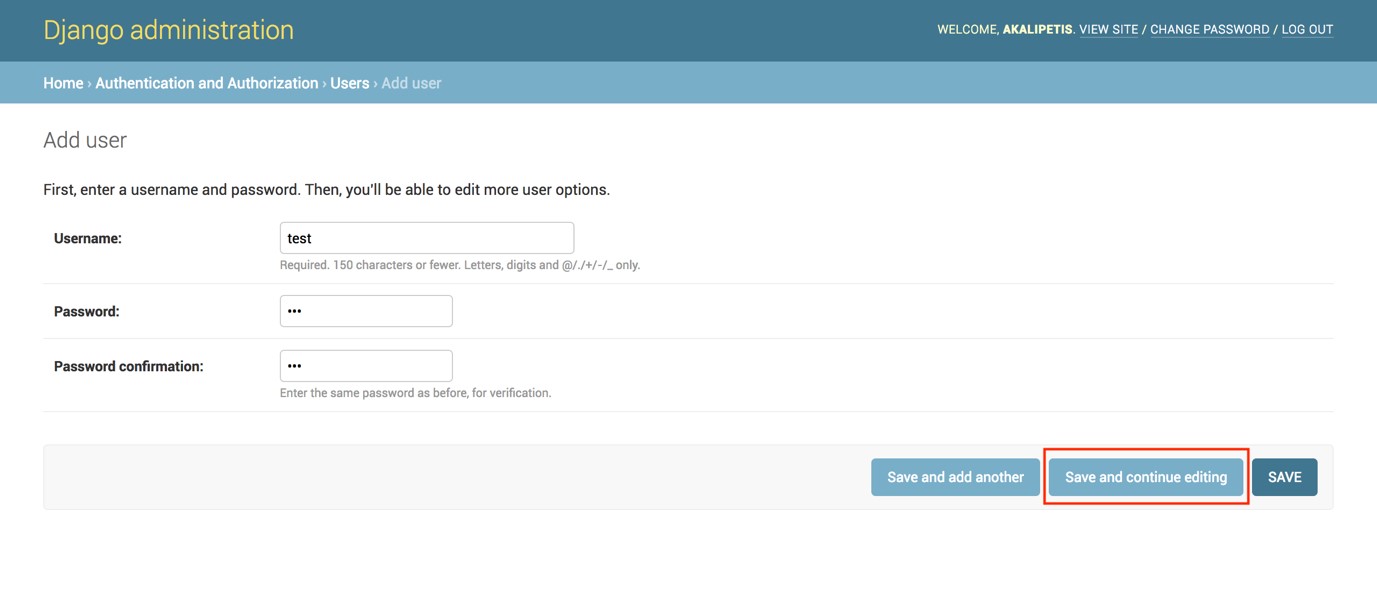 Django administration
WELCOME, AKALIPETIS. VIEW SITE / CHANGE PASSWORD / LOG OUT
Home › Authentication and Authorization › Users › Add user
Add user
First, enter a username and password. Then, you'll be able to edit more user options.
Username: test
Required. 150 characters or fewer. Letters, digits and @/./+/-/_ only.
Password: •••
Password confirmation: •••
Enter the same password as before, for verification.
Save and add another Save and continue editing SAVE